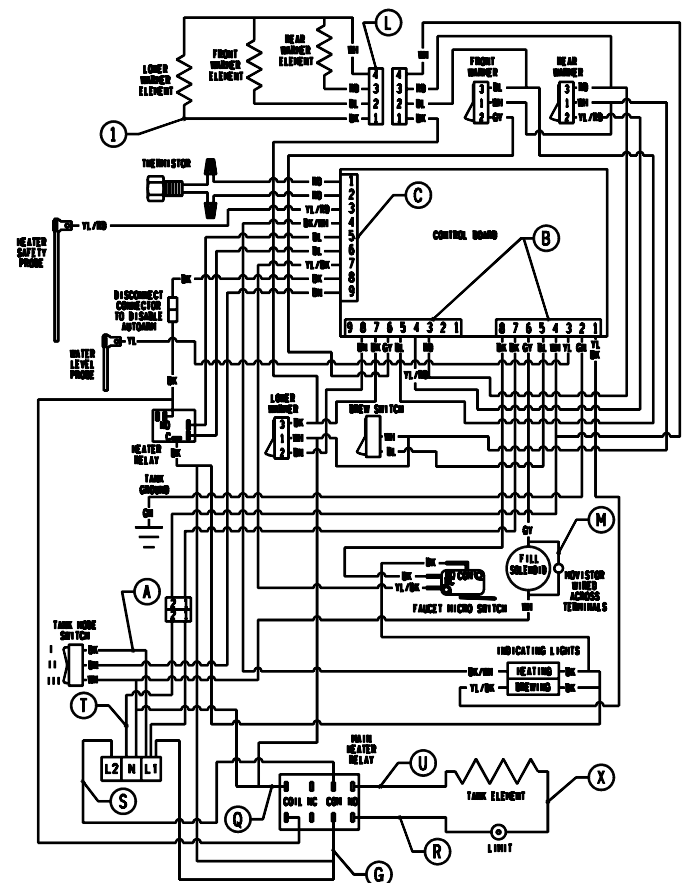 L
LOWER
WARMER
ELEMENT
FRONT
WARMER
ELEMENT
REAR
WARMER
ELEMENT
WH
RD
BL
BK
4
3
2
1
4
3
2
1
WH
RD
BL
BK
FRONT
WARMER
3
1
2
BL
WH
GY
REAR
WARMER
3
1
2
RD
WH
YL/RD
1
THERMISTOR
RD
RD
YL/RD
BK/WH
BL
BL
YL/BK
BK
1
2
3
4
5
6
7
8
9
C
CONTROL BOARD
B
YL/RD
HEATER
SAFETY
PROBE
BK
DISCONNECT
CONNECTOR
TO DISABLE
AUTOARM
YL
WATER
LEVEL
PROBE
BK
9 8 7 6 5 4 3 2 1
8 7 6 5 4 3 2 1
BK GY BL
YL/RD
RD
BK BK GY BL WH YL GN
YL
BK
LOWER
WARMER
3
1
2
BK
WH
BREW SWITCH
WH
BL
NO
C
HEATER
RELAY
BK
TANK
GROUND
GN
GY
M
FILL
SOLENOID
MOVISTOR
WIRED
ACROSS
TERMINALS
WH
BK
BK
YL/BK
COM
FAUCET MICRO SWITCH
A
2 1
2 1
TANK MODE
SWITCH
I
II
III
BK
WH
INDICATING LIGHTS
BK/WH
HEATING
BK
YL/BK
BREWING
BK
T
L2 N L1
S
MAIN
HEATER
RELAY
COIL NC COM NO
Q
U
TANK ELEMENT
X
R
LIMIT
G